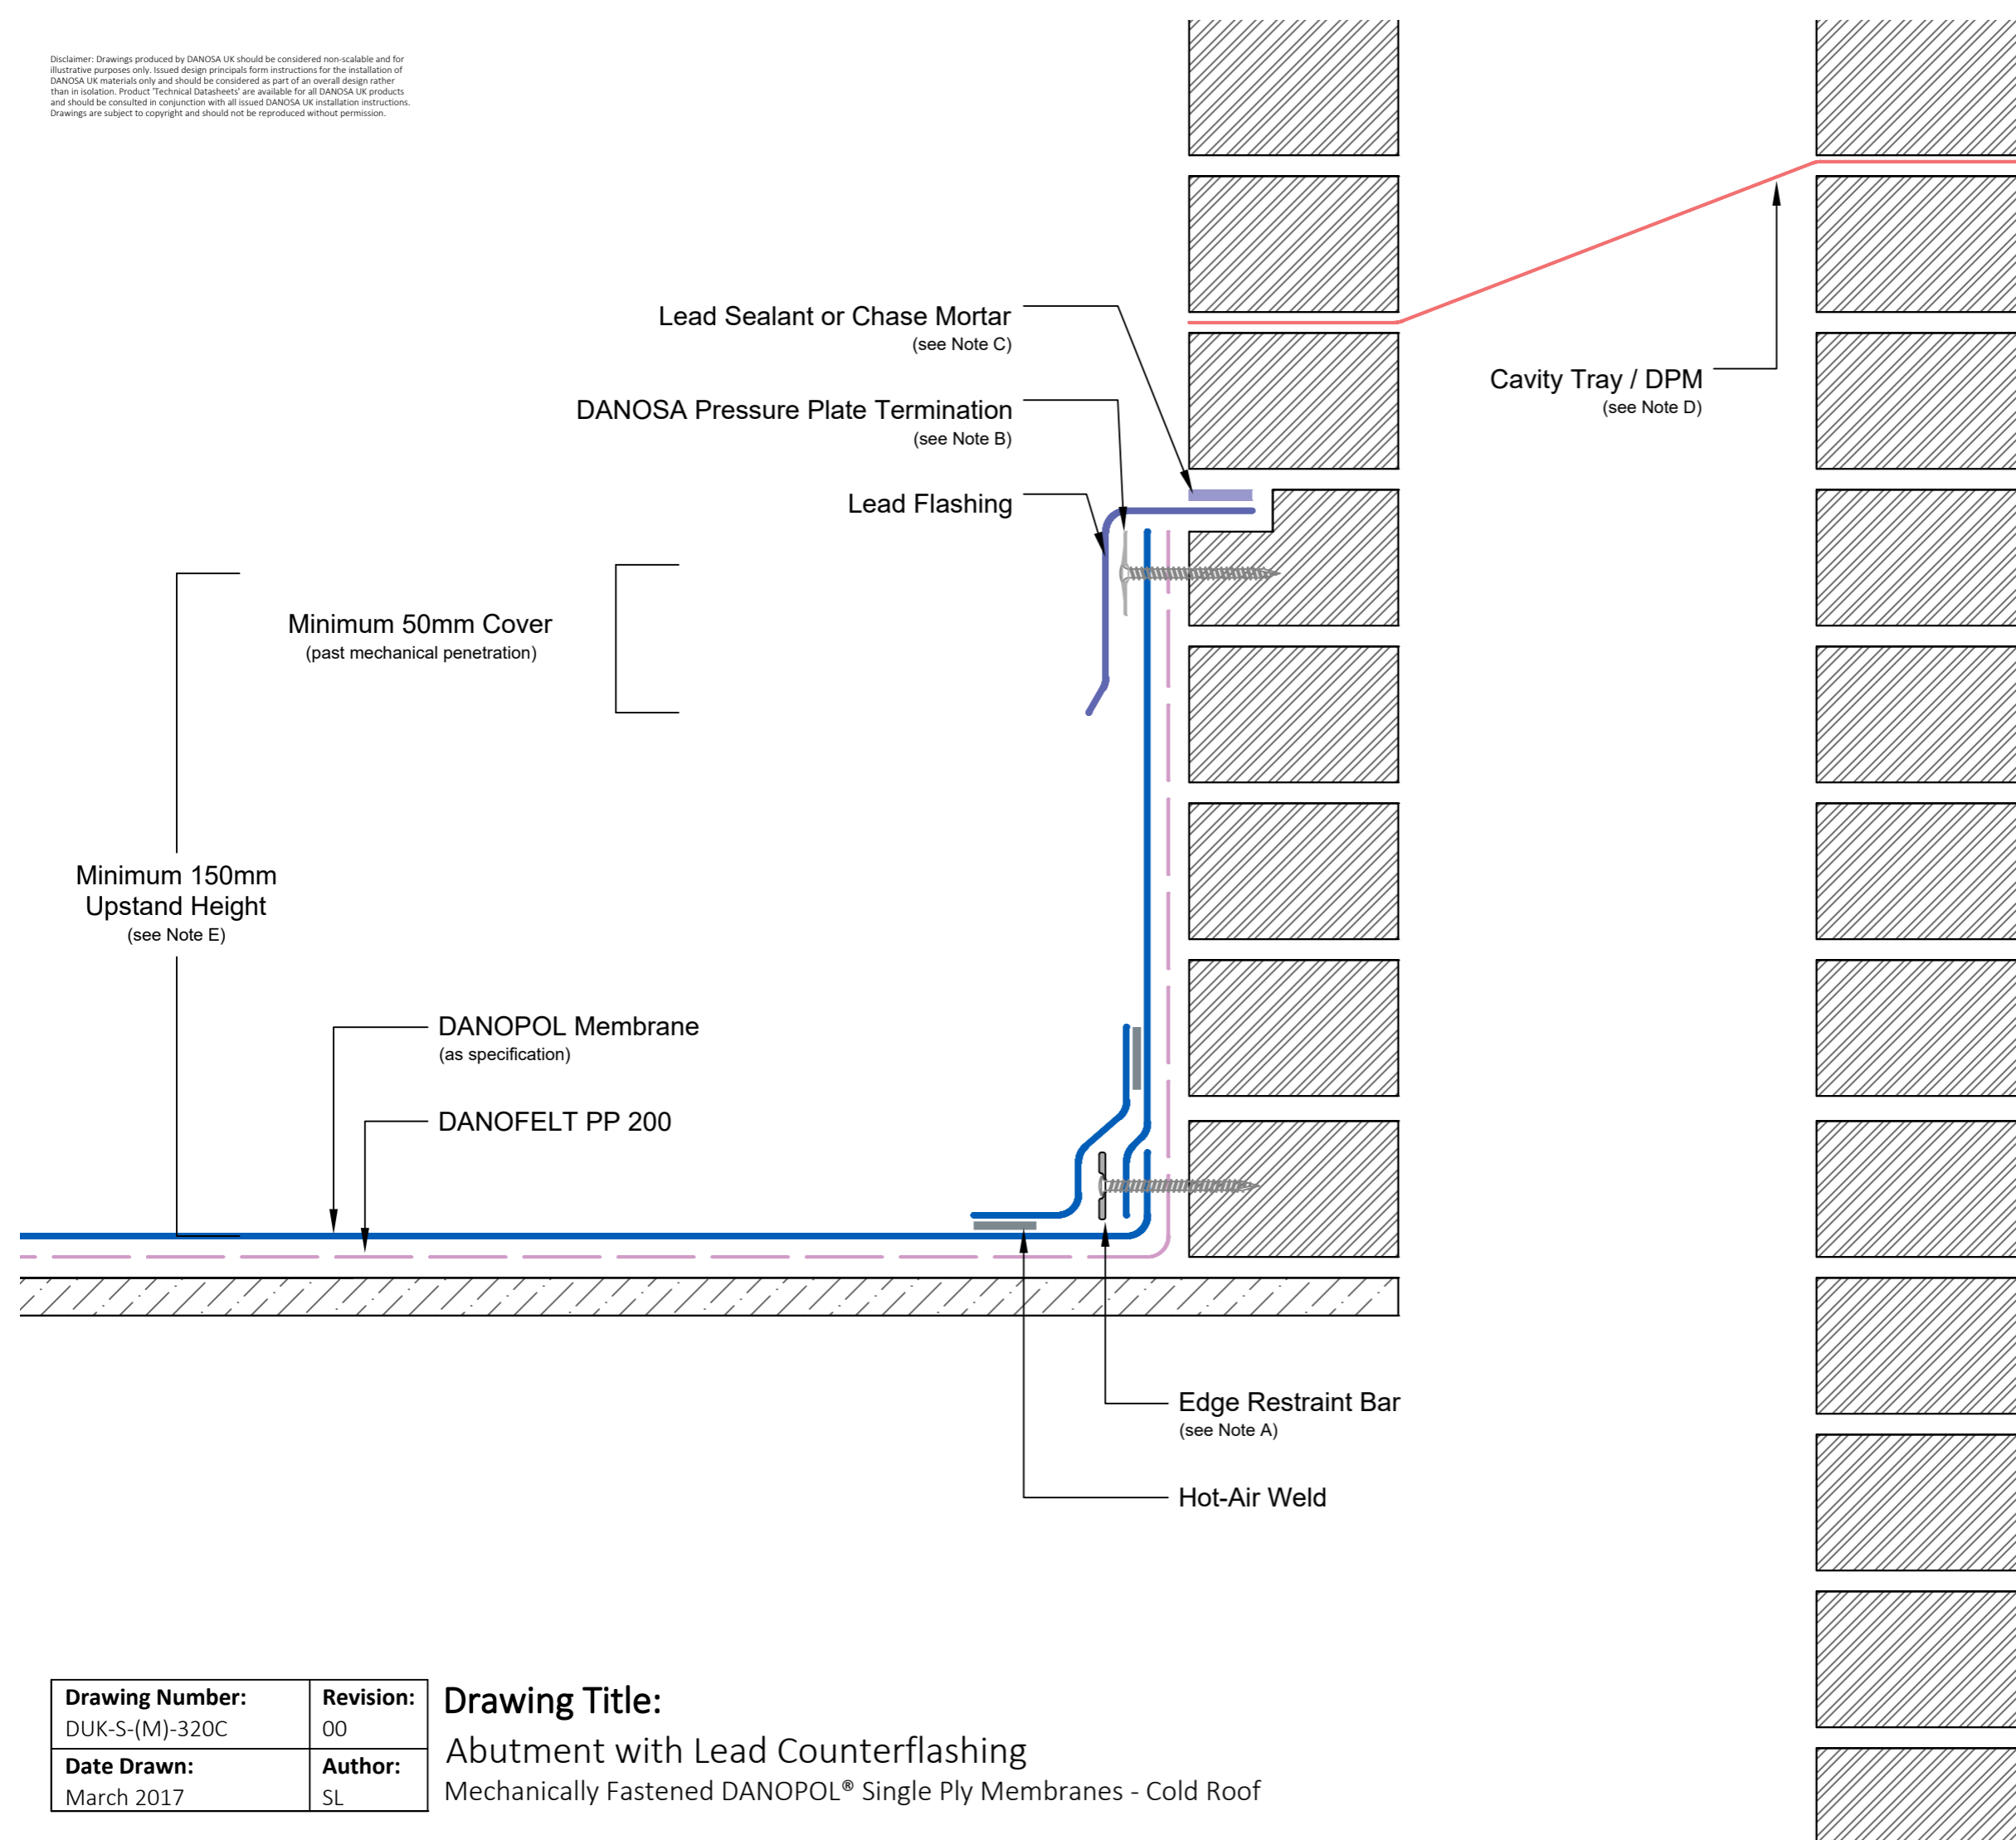 Disclaimer: Drawings produced by DANOSA UK should be considered non-scalable and for
illustrative purposes only. Issued design principals form instructions for the installation of
DANOSA UK materials only and should be considered as part of an overall design rather
than in isolation. Product 'Technical Datasheets' are available for all DANOSA UK products
and should be consulted in conjunction with all issued DANOSA UK installation instructions.
Drawings are subject to copyright and should not be reproduced without permission.
Lead Sealant or Chase Mortar
(see Note C)
Cavity Tray / DPM
(see Note D)
DANOSA Pressure Plate Termination
(see Note B)
Lead Flashing
Minimum 50mm Cover
(past mechanical penetration)
Minimum 150mm
Upstand Height
(see Note E)
DANOPOL Membrane
(as specification)
DANOFELT PP 200
Edge Restraint Bar
(see Note A)
Hot-Air Weld
Drawing Number:
DUK-S-(M)-320C
Revision:
00
Date Drawn:
March 2017
Author:
SL
Drawing Title:
Abutment with Lead Counterflashing
Mechanically Fastened DANOPOL® Single Ply Membranes - Cold Roof